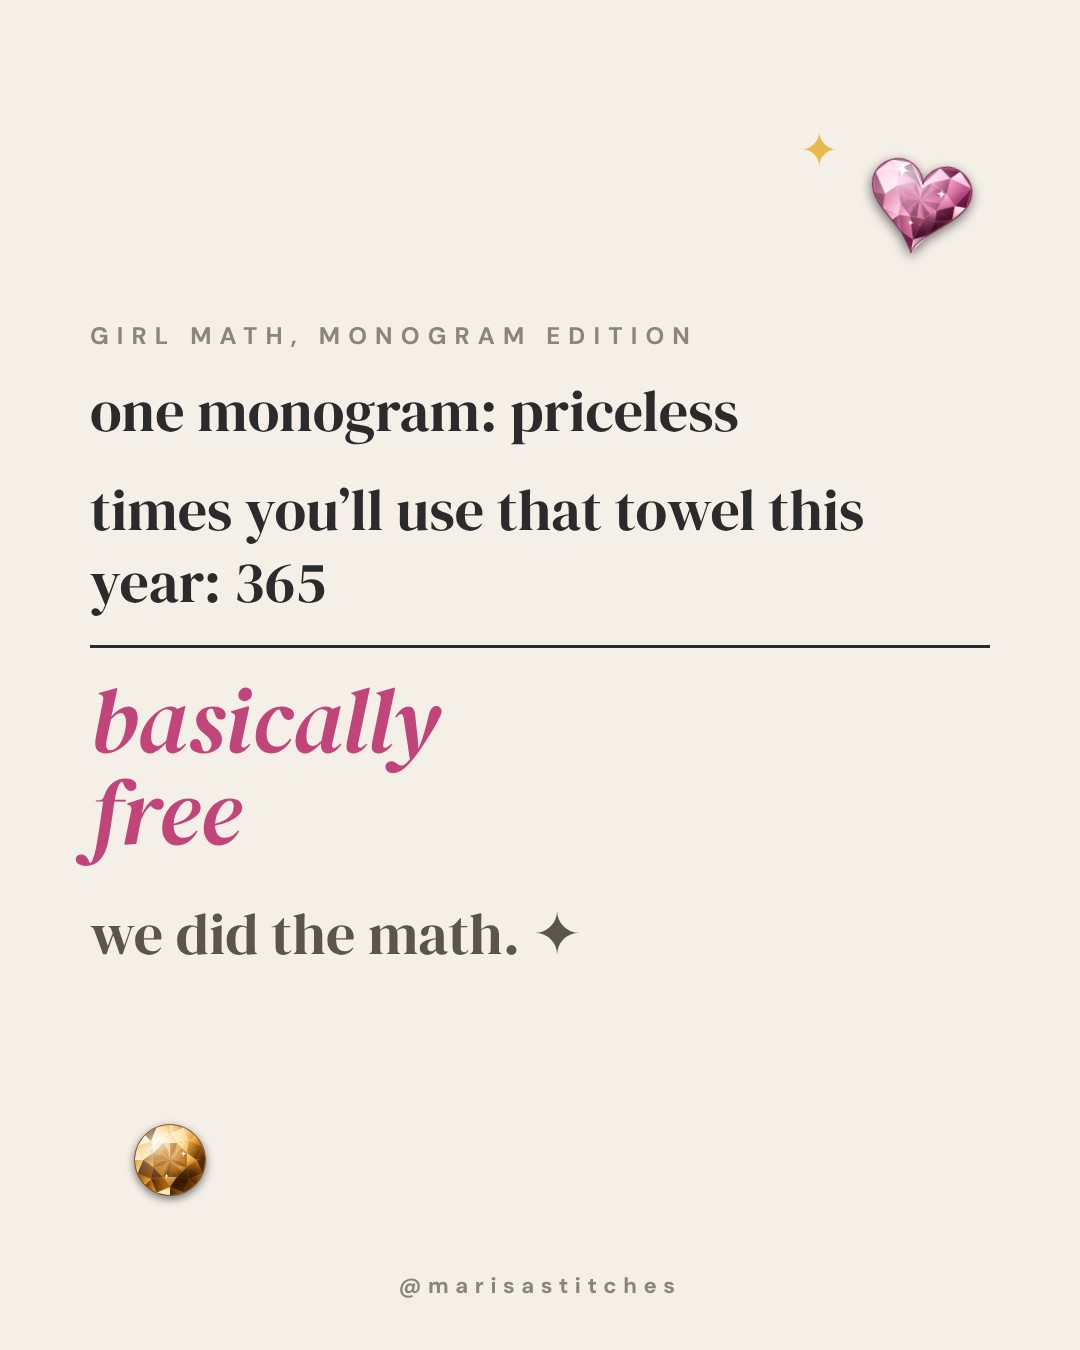 GIRL MATH, MONOGRAM EDITION
one monogram: priceless
times you’ll use that towel this
year: 365
basically
free
we did the math. ✦
@marisastitches